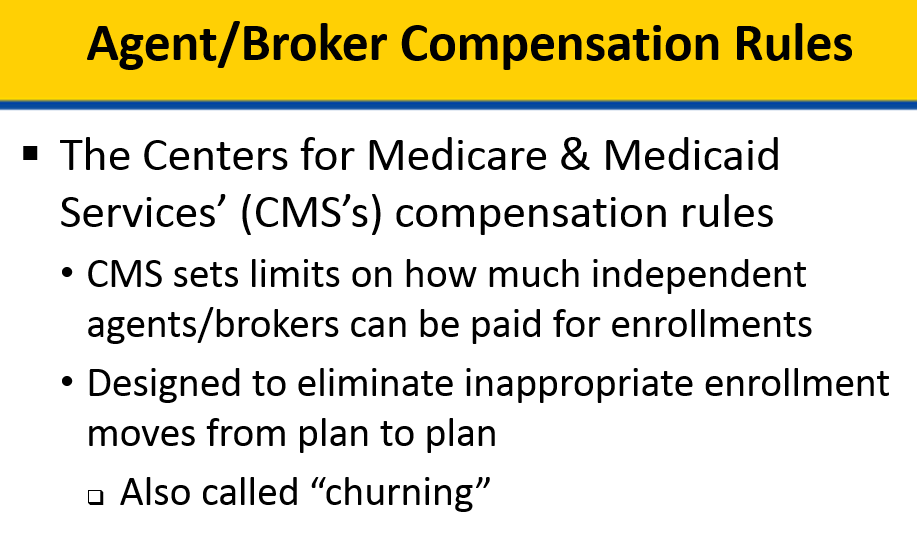 Agent/Broker Compensation Rules
▪ The Centers for Medicare & Medicaid
Services’ (CMS’s) compensation rules
• CMS sets limits on how much independent
agents/brokers can be paid for enrollments
• Designed to eliminate inappropriate enrollment
moves from plan to plan
❑ Also called “churning”